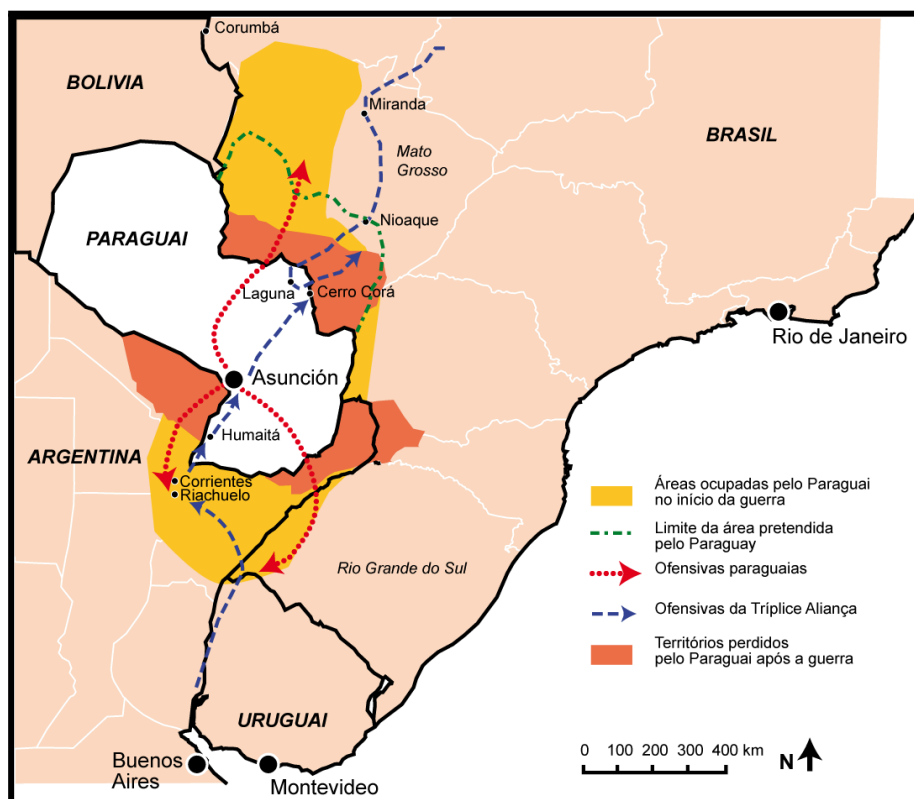 Corumbá
BOLIVIA
Miranda
BRASIL
Mato
Grosso
Nioaque
PARAGUAI
Laguna
Cerro Corá
Rio de Janeiro
Asunción
Humaitá
ARGENTINA
Corrientes
Riachuelo
Áreas ocupadas pelo Paraguai
no início da guerra
Limite da área pretendida
pelo Paraguay
Ofensivas paraguaias
Rio Grande do Sul
Ofensivas da Tríplice Aliança
Territórios perdidos
pelo Paraguai após a guerra
URUGUAI
Buenos
Aires
Montevideo
0 100 200 300 400 km
N